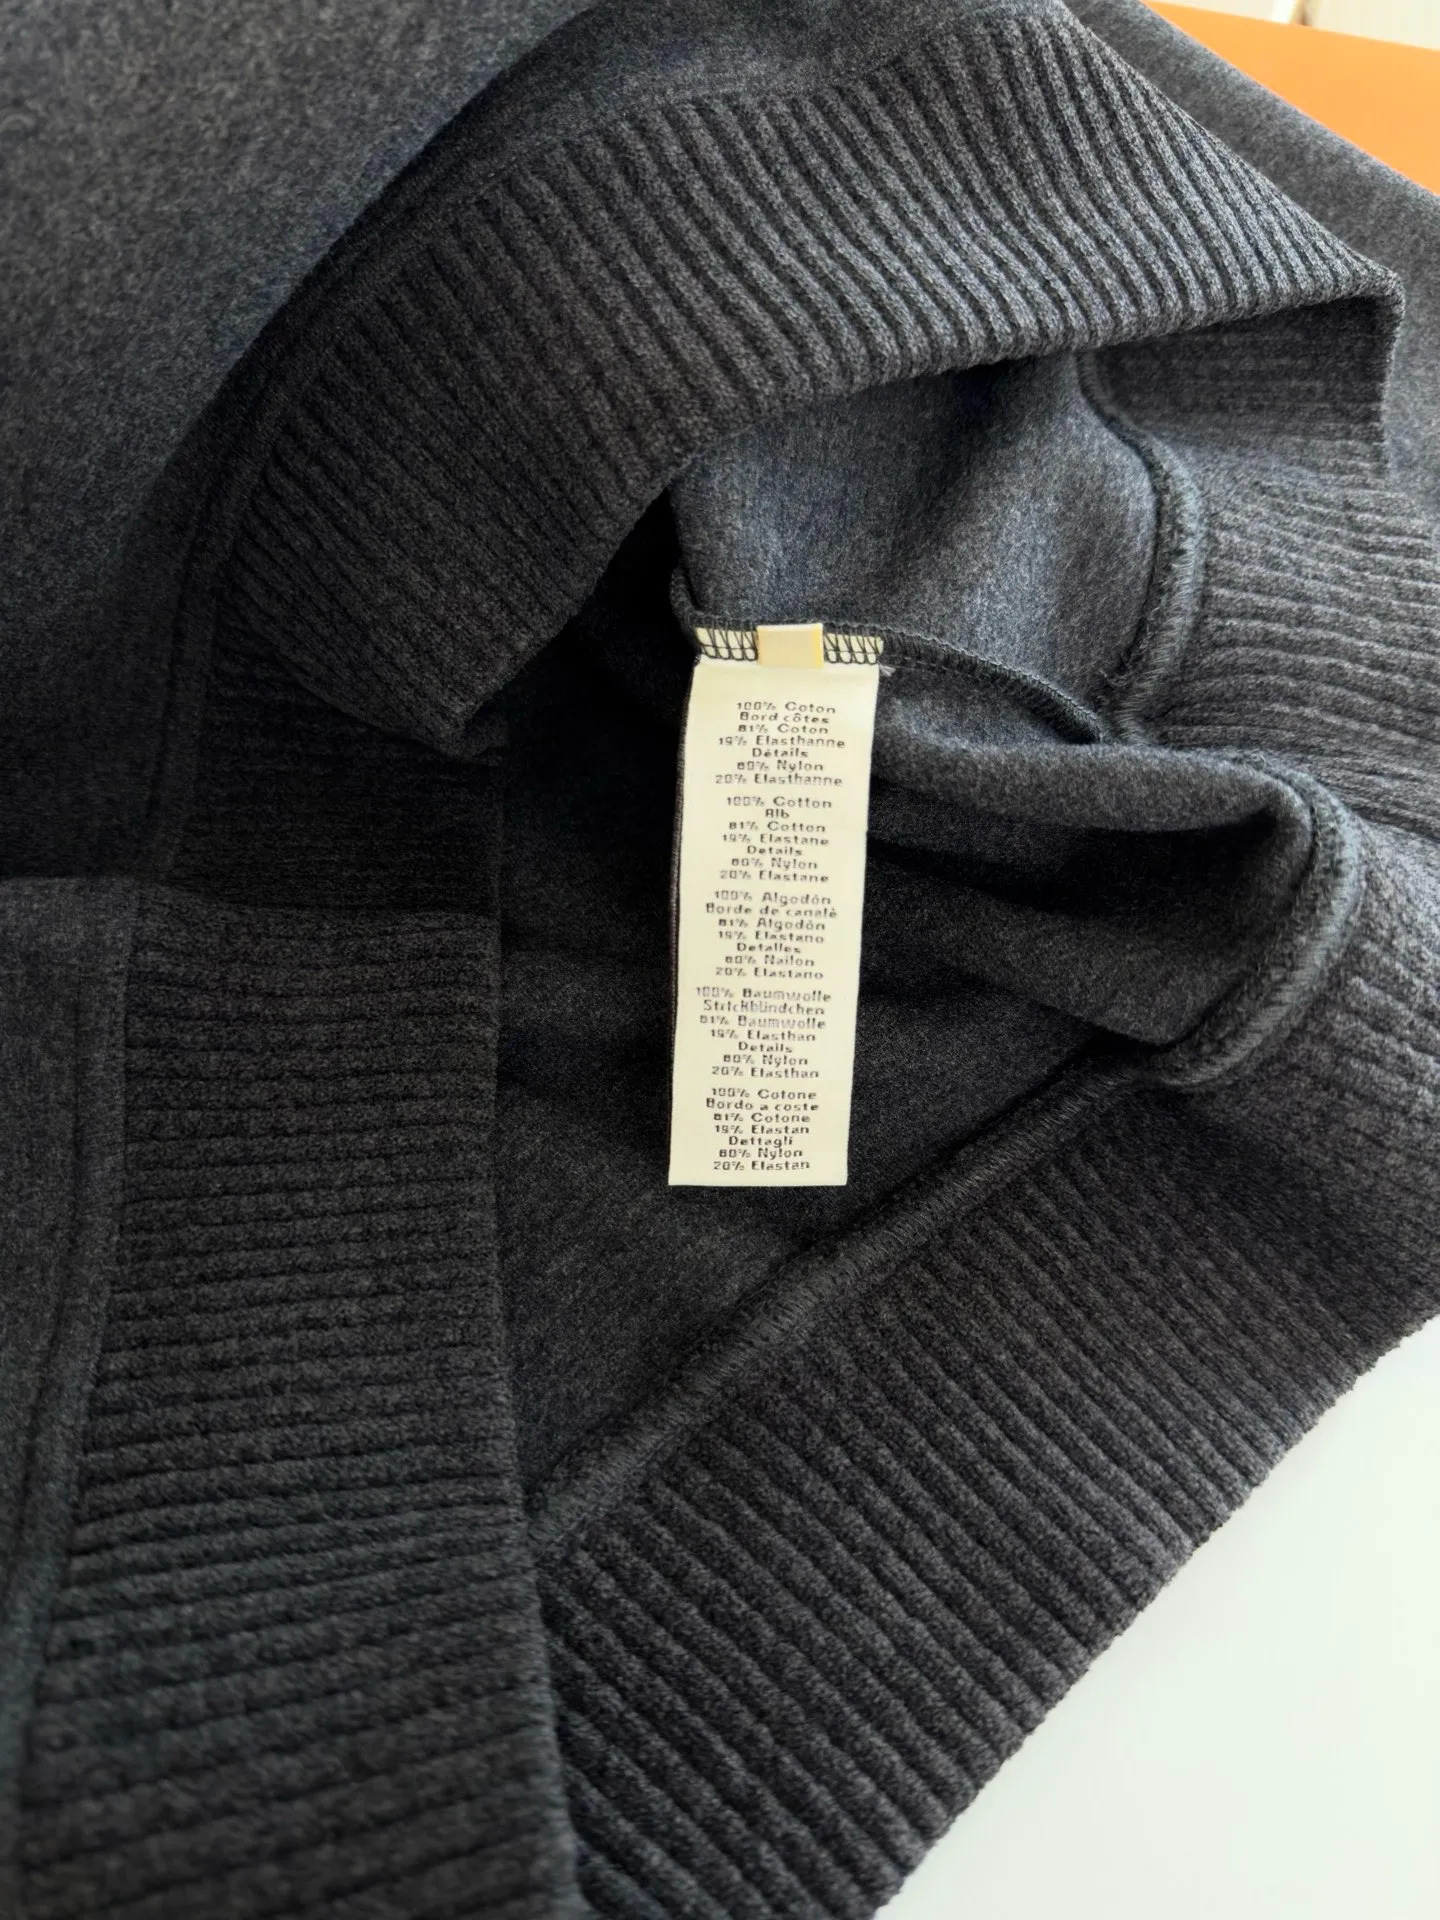 100% Coton
Bord côtes
81% Coton
19% Elasthanne
Détails
80% Nylon
20% Elasthanne
100% Cotton
Rib
81% Cotton
19% Elastane
Details
80% Nylon
20% Elastane
100% Algodón
Borde de canalé
81% Algodón
19% Elastano
Detalles
80% Nailon
20% Elastano
100% Baumwolle
Strickbündchen
81% Baumwolle
19% Elasthan
Details
80% Nylon
20% Elasthan
100% Cotone
Bordo a coste
81% Cotone
19% Elastan
Dettagli
80% Nylon
20% Elastan